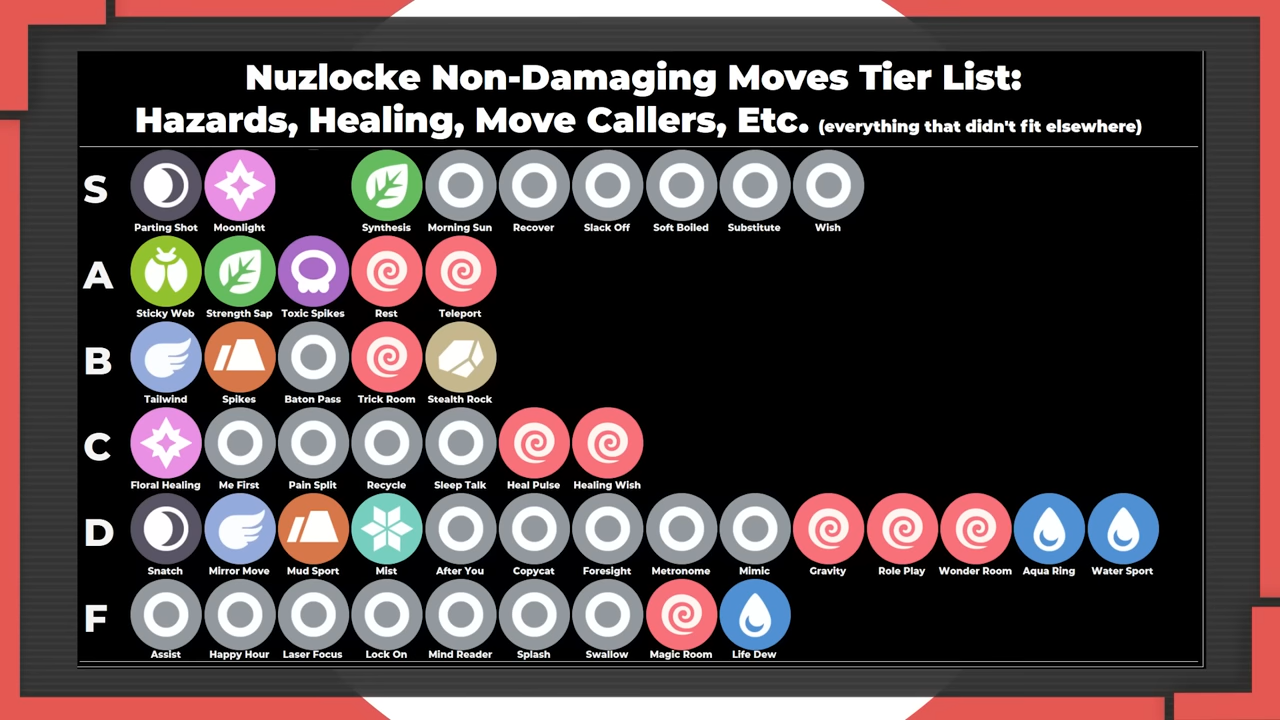 Nuzlocke Non-Damaging Moves Tier List:
Hazards, Healing, Move Callers, Etc. (everything that didn't fit elsewhere)
S
Parting Shot Moonlight Synthesis Morning Sun Recover Slack Off Soft Boiled Substitute Wish
A
Sticky Web Strength Sap Toxic Spikes Rest Teleport
B
Tailwind Spikes Baton Pass Trick Room Stealth Rock
C
Floral Healing Me First Pain Split Recycle Sleep Talk Heal Pulse Healing Wish
D
Snatch Mirror Move Mud Sport Mist After You Copycat Foresight Metronome Mimic Gravity Role Play Wonder Room Aqua Ring Water Sport
F
Assist Happy Hour Laser Focus Lock On Mind Reader Splash Swallow Magic Room Life Dew